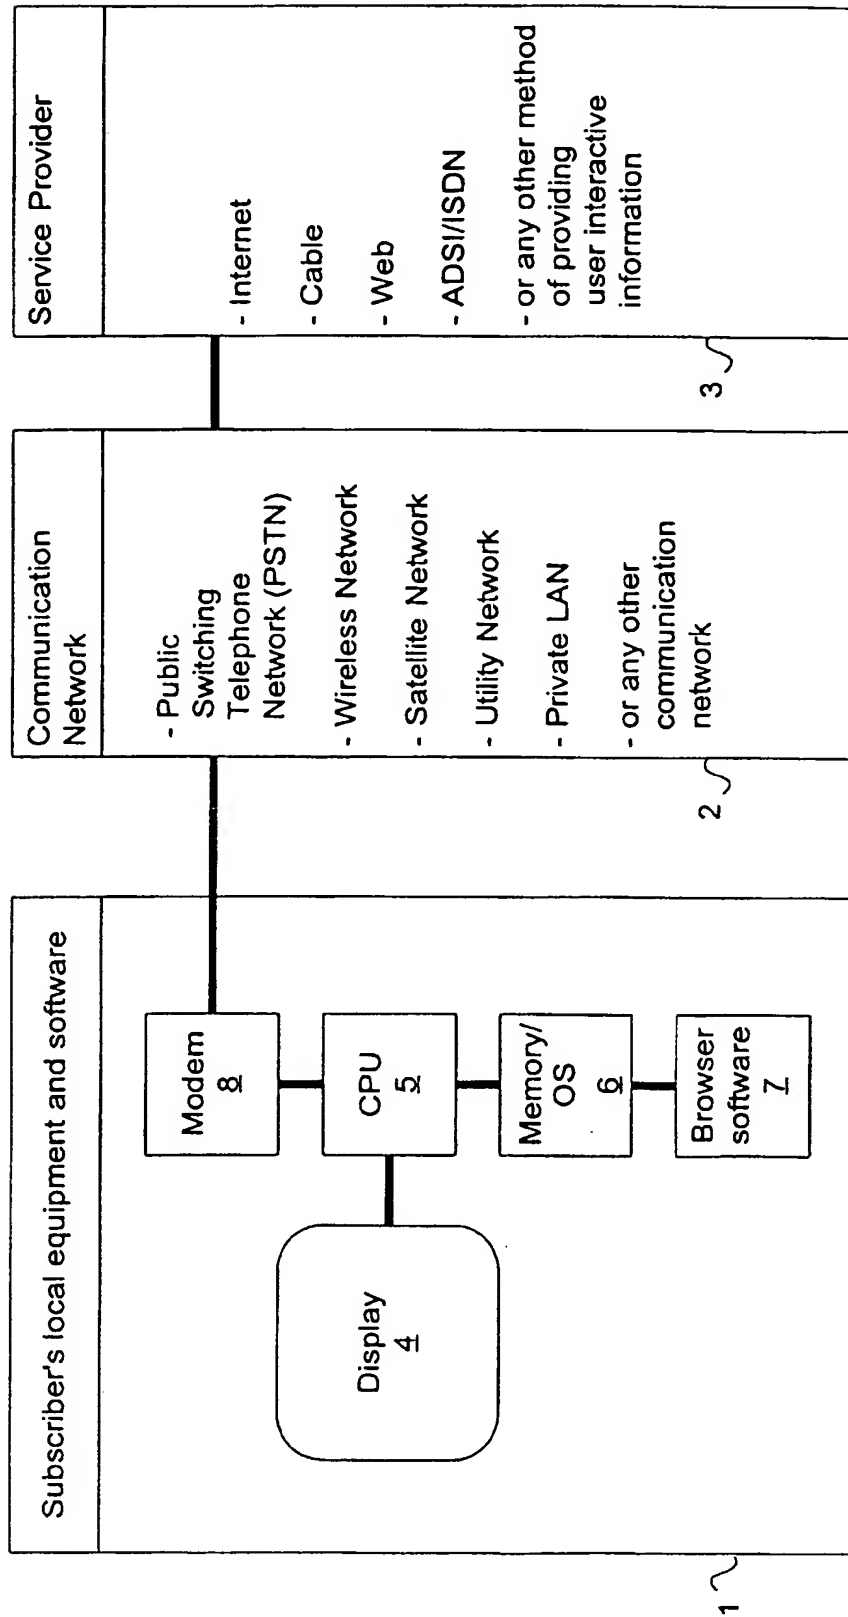 Subscriber's local equipment and software
Display
4
Modem
8
CPU
5
Memory/
OS
6
Browser
software
7
1
Communication
Network
- Public
Switching
Telephone
Network (PSTN)
- Wireless Network
- Satellite Network
- Utility Network
- Private LAN
- or any other
communication
network
2
Service Provider
- Internet
- Cable
- Web
- ADSI/ISDN
- or any other method
of providing
user interactive
information
3